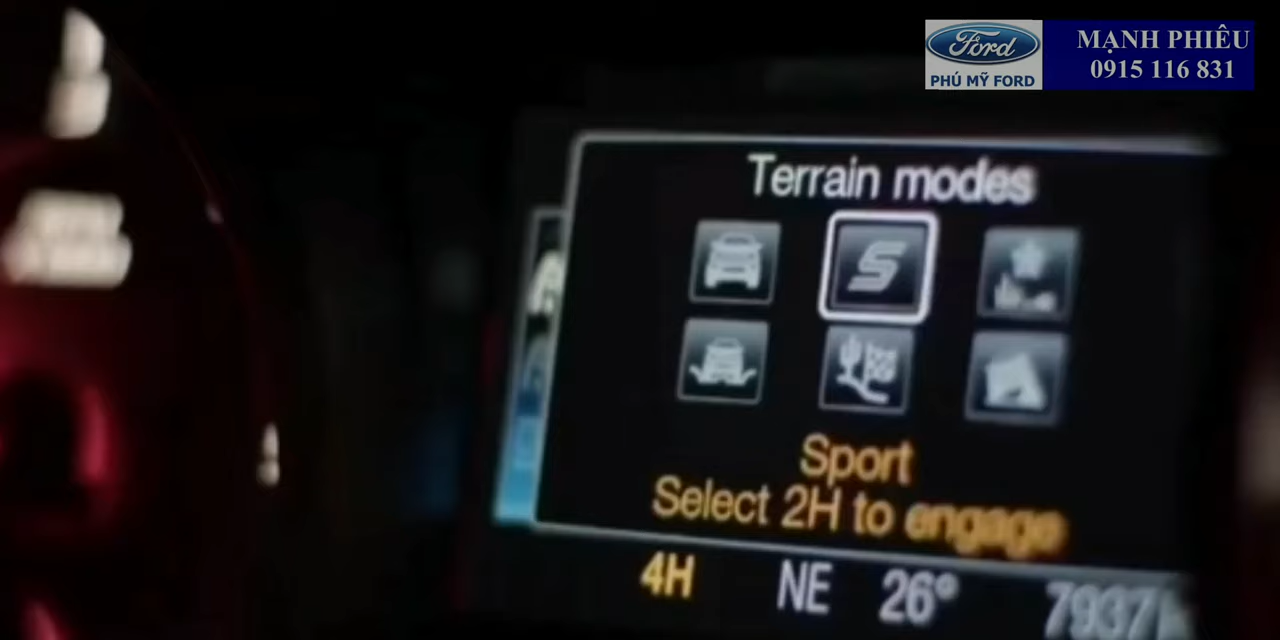 Ford
PHÚ MỸ FORD
MẠNH PHIÊU
0915 116 831
Terrain modes
S
Sport
Select 2H to engage
4H NE 26°